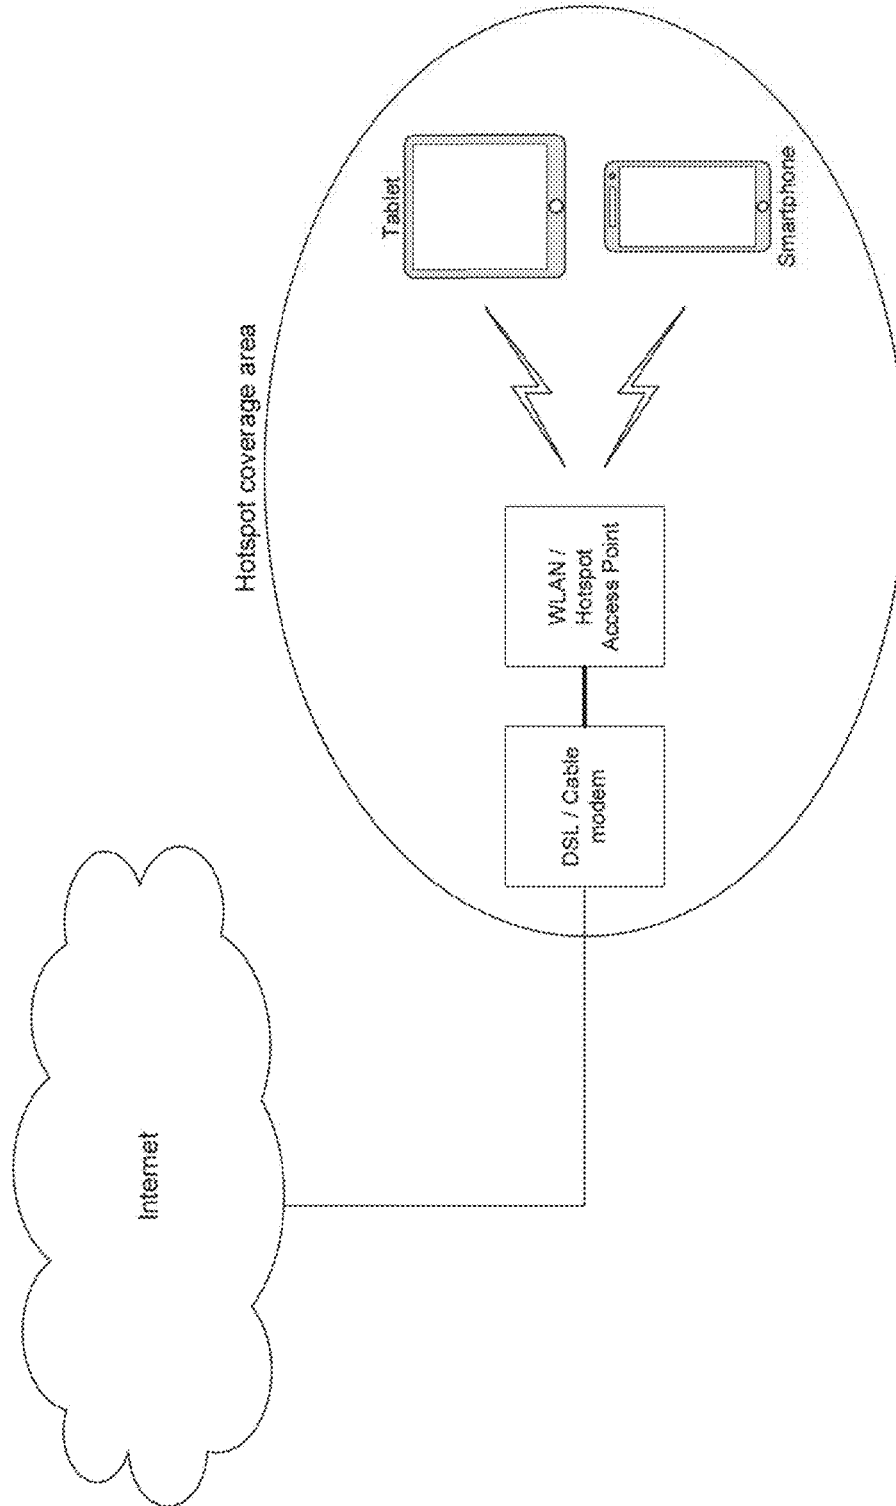 Internet
Hotspot coverage area
DSL / Cable
modem
WLAN /
Hotspot
Access Point
Tablet
Smartphone